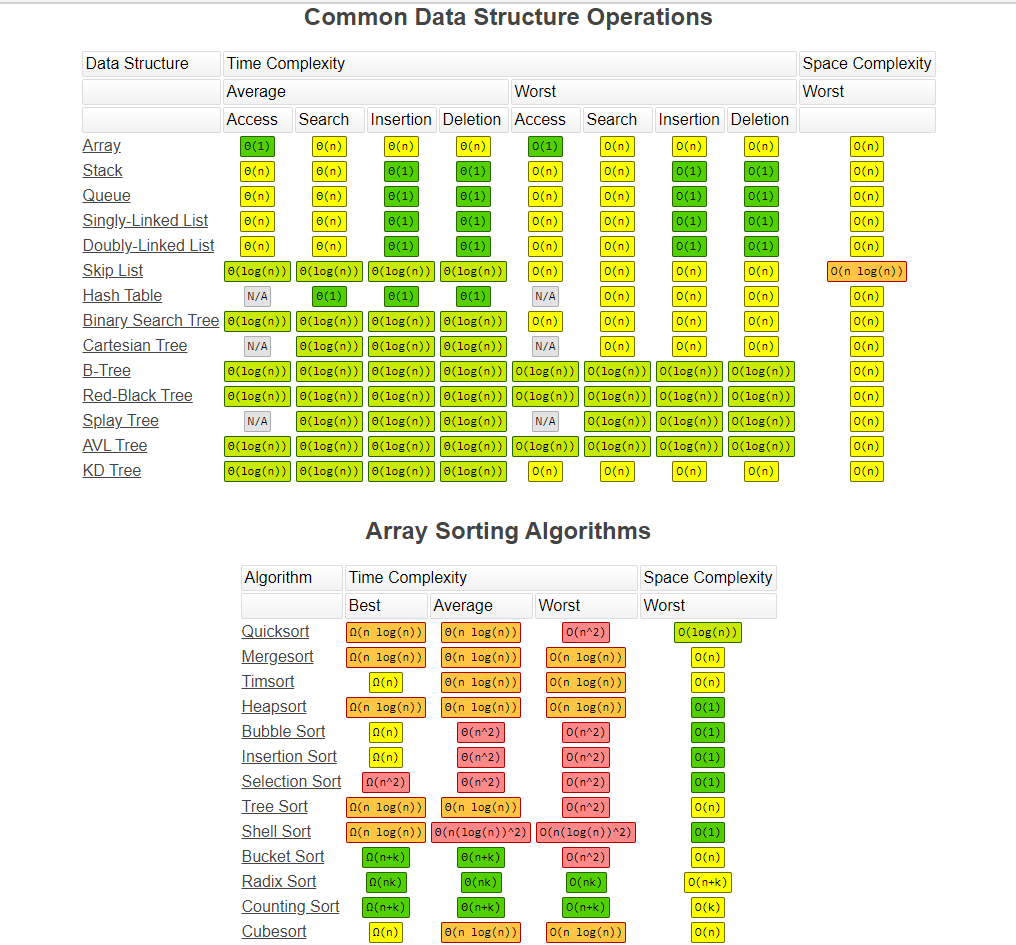 Common Data Structure Operations
Data Structure Time Complexity Space Complexity
Average Worst Worst
Access Search Insertion Deletion Access Search Insertion Deletion
Array Θ(1) Θ(n) Θ(n) Θ(n) O(1) O(n) O(n) O(n) O(n)
Stack Θ(n) Θ(n) Θ(1) Θ(1) O(n) O(n) O(1) O(1) O(n)
Queue Θ(n) Θ(n) Θ(1) Θ(1) O(n) O(n) O(1) O(1) O(n)
Singly-Linked List Θ(n) Θ(n) Θ(1) Θ(1) O(n) O(n) O(1) O(1) O(n)
Doubly-Linked List Θ(n) Θ(n) Θ(1) Θ(1) O(n) O(n) O(1) O(1) O(n)
Skip List Θ(log(n)) Θ(log(n)) Θ(log(n)) Θ(log(n)) O(n) O(n) O(n) O(n) O(n log(n))
Hash Table N/A Θ(1) Θ(1) Θ(1) N/A O(n) O(n) O(n) O(n)
Binary Search Tree Θ(log(n)) Θ(log(n)) Θ(log(n)) Θ(log(n)) O(n) O(n) O(n) O(n) O(n)
Cartesian Tree N/A Θ(log(n)) Θ(log(n)) Θ(log(n)) N/A O(n) O(n) O(n) O(n)
B-Tree Θ(log(n)) Θ(log(n)) Θ(log(n)) Θ(log(n)) O(log(n)) O(log(n)) O(log(n)) O(log(n)) O(n)
Red-Black Tree Θ(log(n)) Θ(log(n)) Θ(log(n)) Θ(log(n)) O(log(n)) O(log(n)) O(log(n)) O(log(n)) O(n)
Splay Tree N/A Θ(log(n)) Θ(log(n)) Θ(log(n)) N/A O(log(n)) O(log(n)) O(log(n)) O(n)
AVL Tree Θ(log(n)) Θ(log(n)) Θ(log(n)) Θ(log(n)) O(log(n)) O(log(n)) O(log(n)) O(log(n)) O(n)
KD Tree Θ(log(n)) Θ(log(n)) Θ(log(n)) Θ(log(n)) O(n) O(n) O(n) O(n) O(n)
Array Sorting Algorithms
Algorithm Time Complexity Space Complexity
Best Average Worst Worst
Quicksort Ω(n log(n)) Θ(n log(n)) O(n^2) O(log(n))
Mergesort Ω(n log(n)) Θ(n log(n)) O(n log(n)) O(n)
Timsort Ω(n) Θ(n log(n)) O(n log(n)) O(n)
Heapsort Ω(n log(n)) Θ(n log(n)) O(n log(n)) O(1)
Bubble Sort Ω(n) Θ(n^2) O(n^2) O(1)
Insertion Sort Ω(n) Θ(n^2) O(n^2) O(1)
Selection Sort Ω(n^2) Θ(n^2) O(n^2) O(1)
Tree Sort Ω(n log(n)) Θ(n log(n)) O(n^2) O(n)
Shell Sort Ω(n log(n)) Θ(n(log(n))^2) O(n(log(n))^2) O(1)
Bucket Sort Ω(n+k) Θ(n+k) O(n^2) O(n)
Radix Sort Ω(nk) Θ(nk) O(nk) O(n+k)
Counting Sort Ω(n+k) Θ(n+k) O(n+k) O(k)
Cubesort Ω(n) Θ(n log(n)) O(n log(n)) O(n)